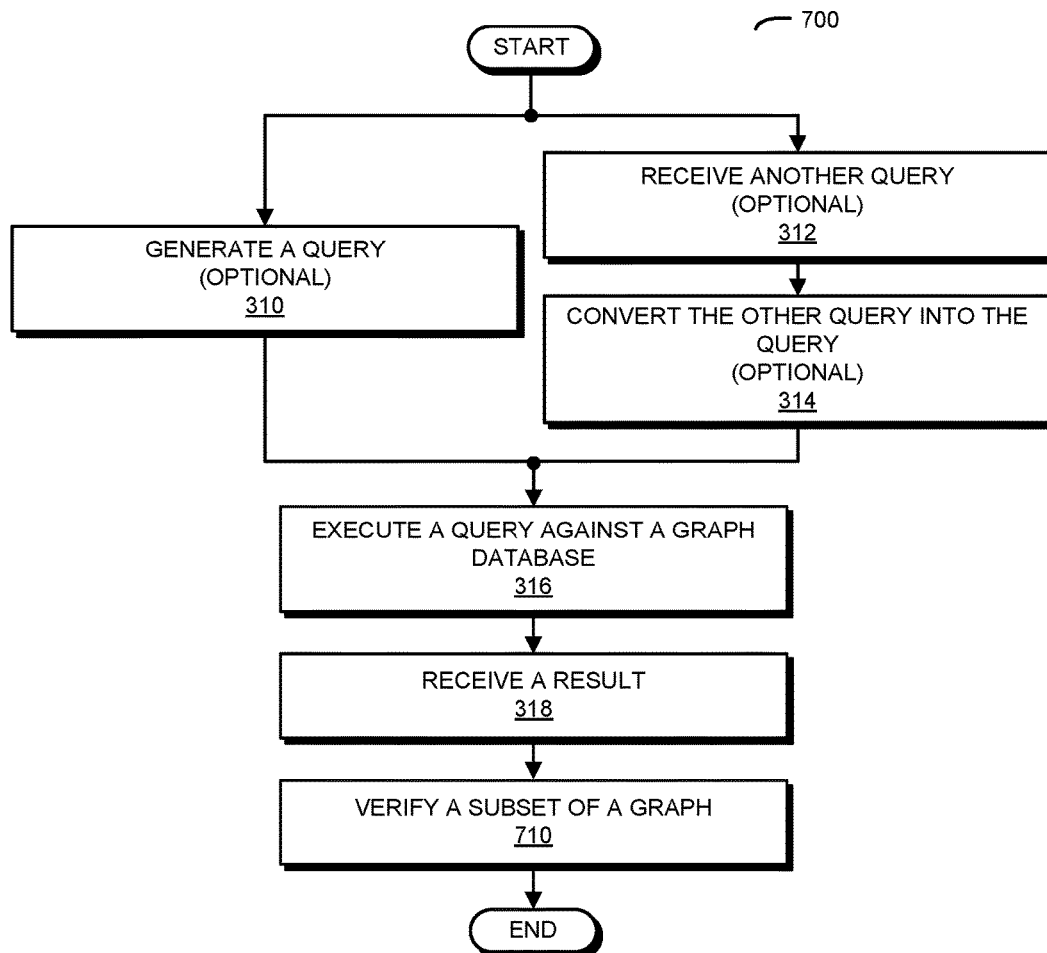 700
START
RECEIVE ANOTHER QUERY
(OPTIONAL)
312
GENERATE A QUERY
(OPTIONAL)
310
CONVERT THE OTHER QUERY INTO THE
QUERY
(OPTIONAL)
314
EXECUTE A QUERY AGAINST A GRAPH
DATABASE
316
RECEIVE A RESULT
318
VERIFY A SUBSET OF A GRAPH
710
END